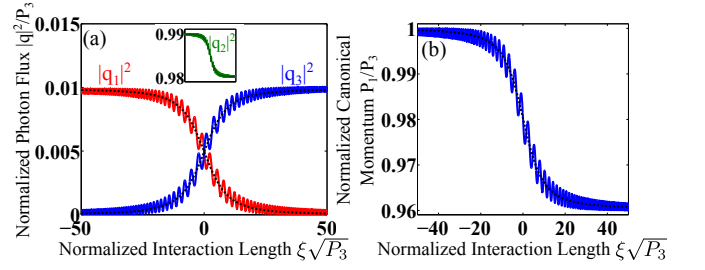 Normalized Photon Flux |q|²/P₃
0.015
0.01
0.005
0
(a)
0.99
0.98
|q₂|²
|q₁|²
|q₃|²
−50
0
50
Normalized Interaction Length ξ√P₃
Normalized Canonical
Momentum P₁/P₃
1
0.99
0.98
0.97
0.96
(b)
−40
−20
0
20
40
Normalized Interaction Length ξ√P₃